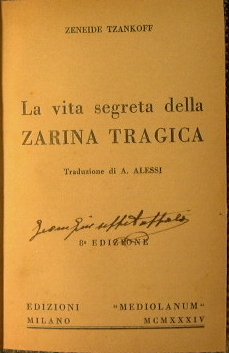 ZENEIDE TZANKOFF
La vita segreta della
ZARINA TRAGICA
Traduzione di A. ALESSI
8ª EDIZIONE
EDIZIONI "MEDIOLANUM"
MILANO MCMXXXIV